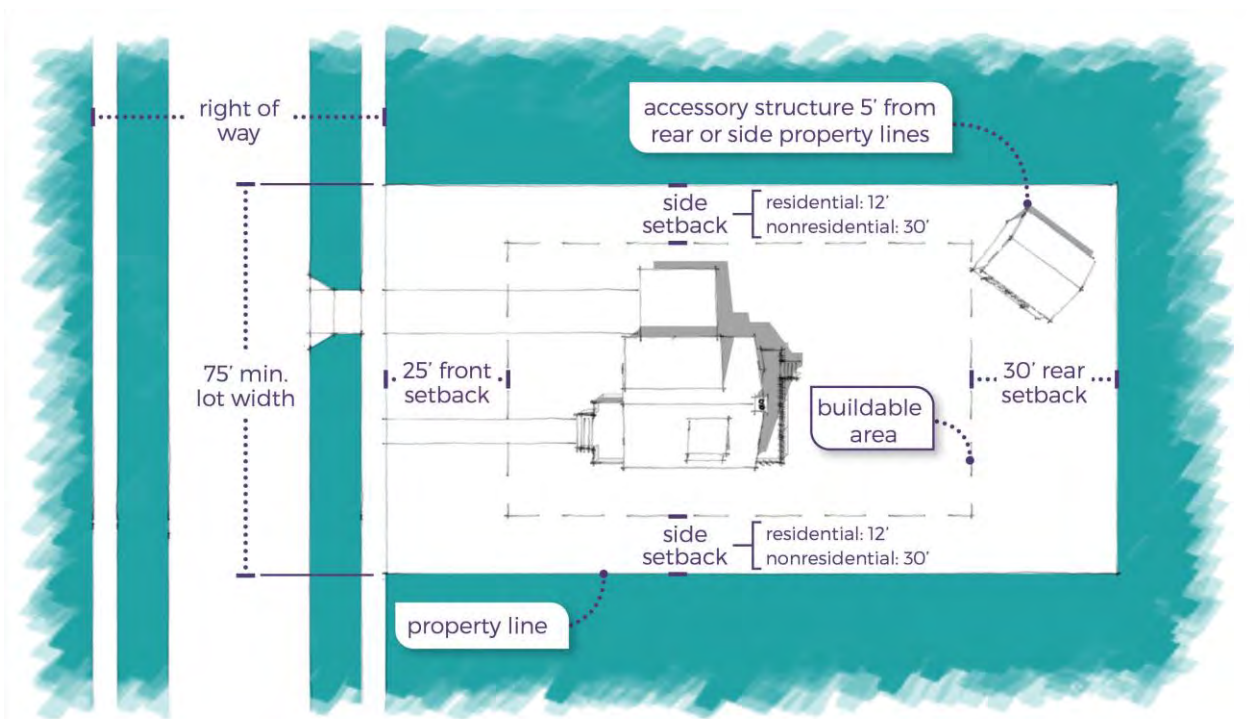 right of
way
accessory structure 5’ from
rear or side property lines
side
setback
residential: 12’
nonresidential: 30’
75’ min.
lot width
25’ front
setback
30’ rear
setback
buildable
area
side
setback
residential: 12’
nonresidential: 30’
property line